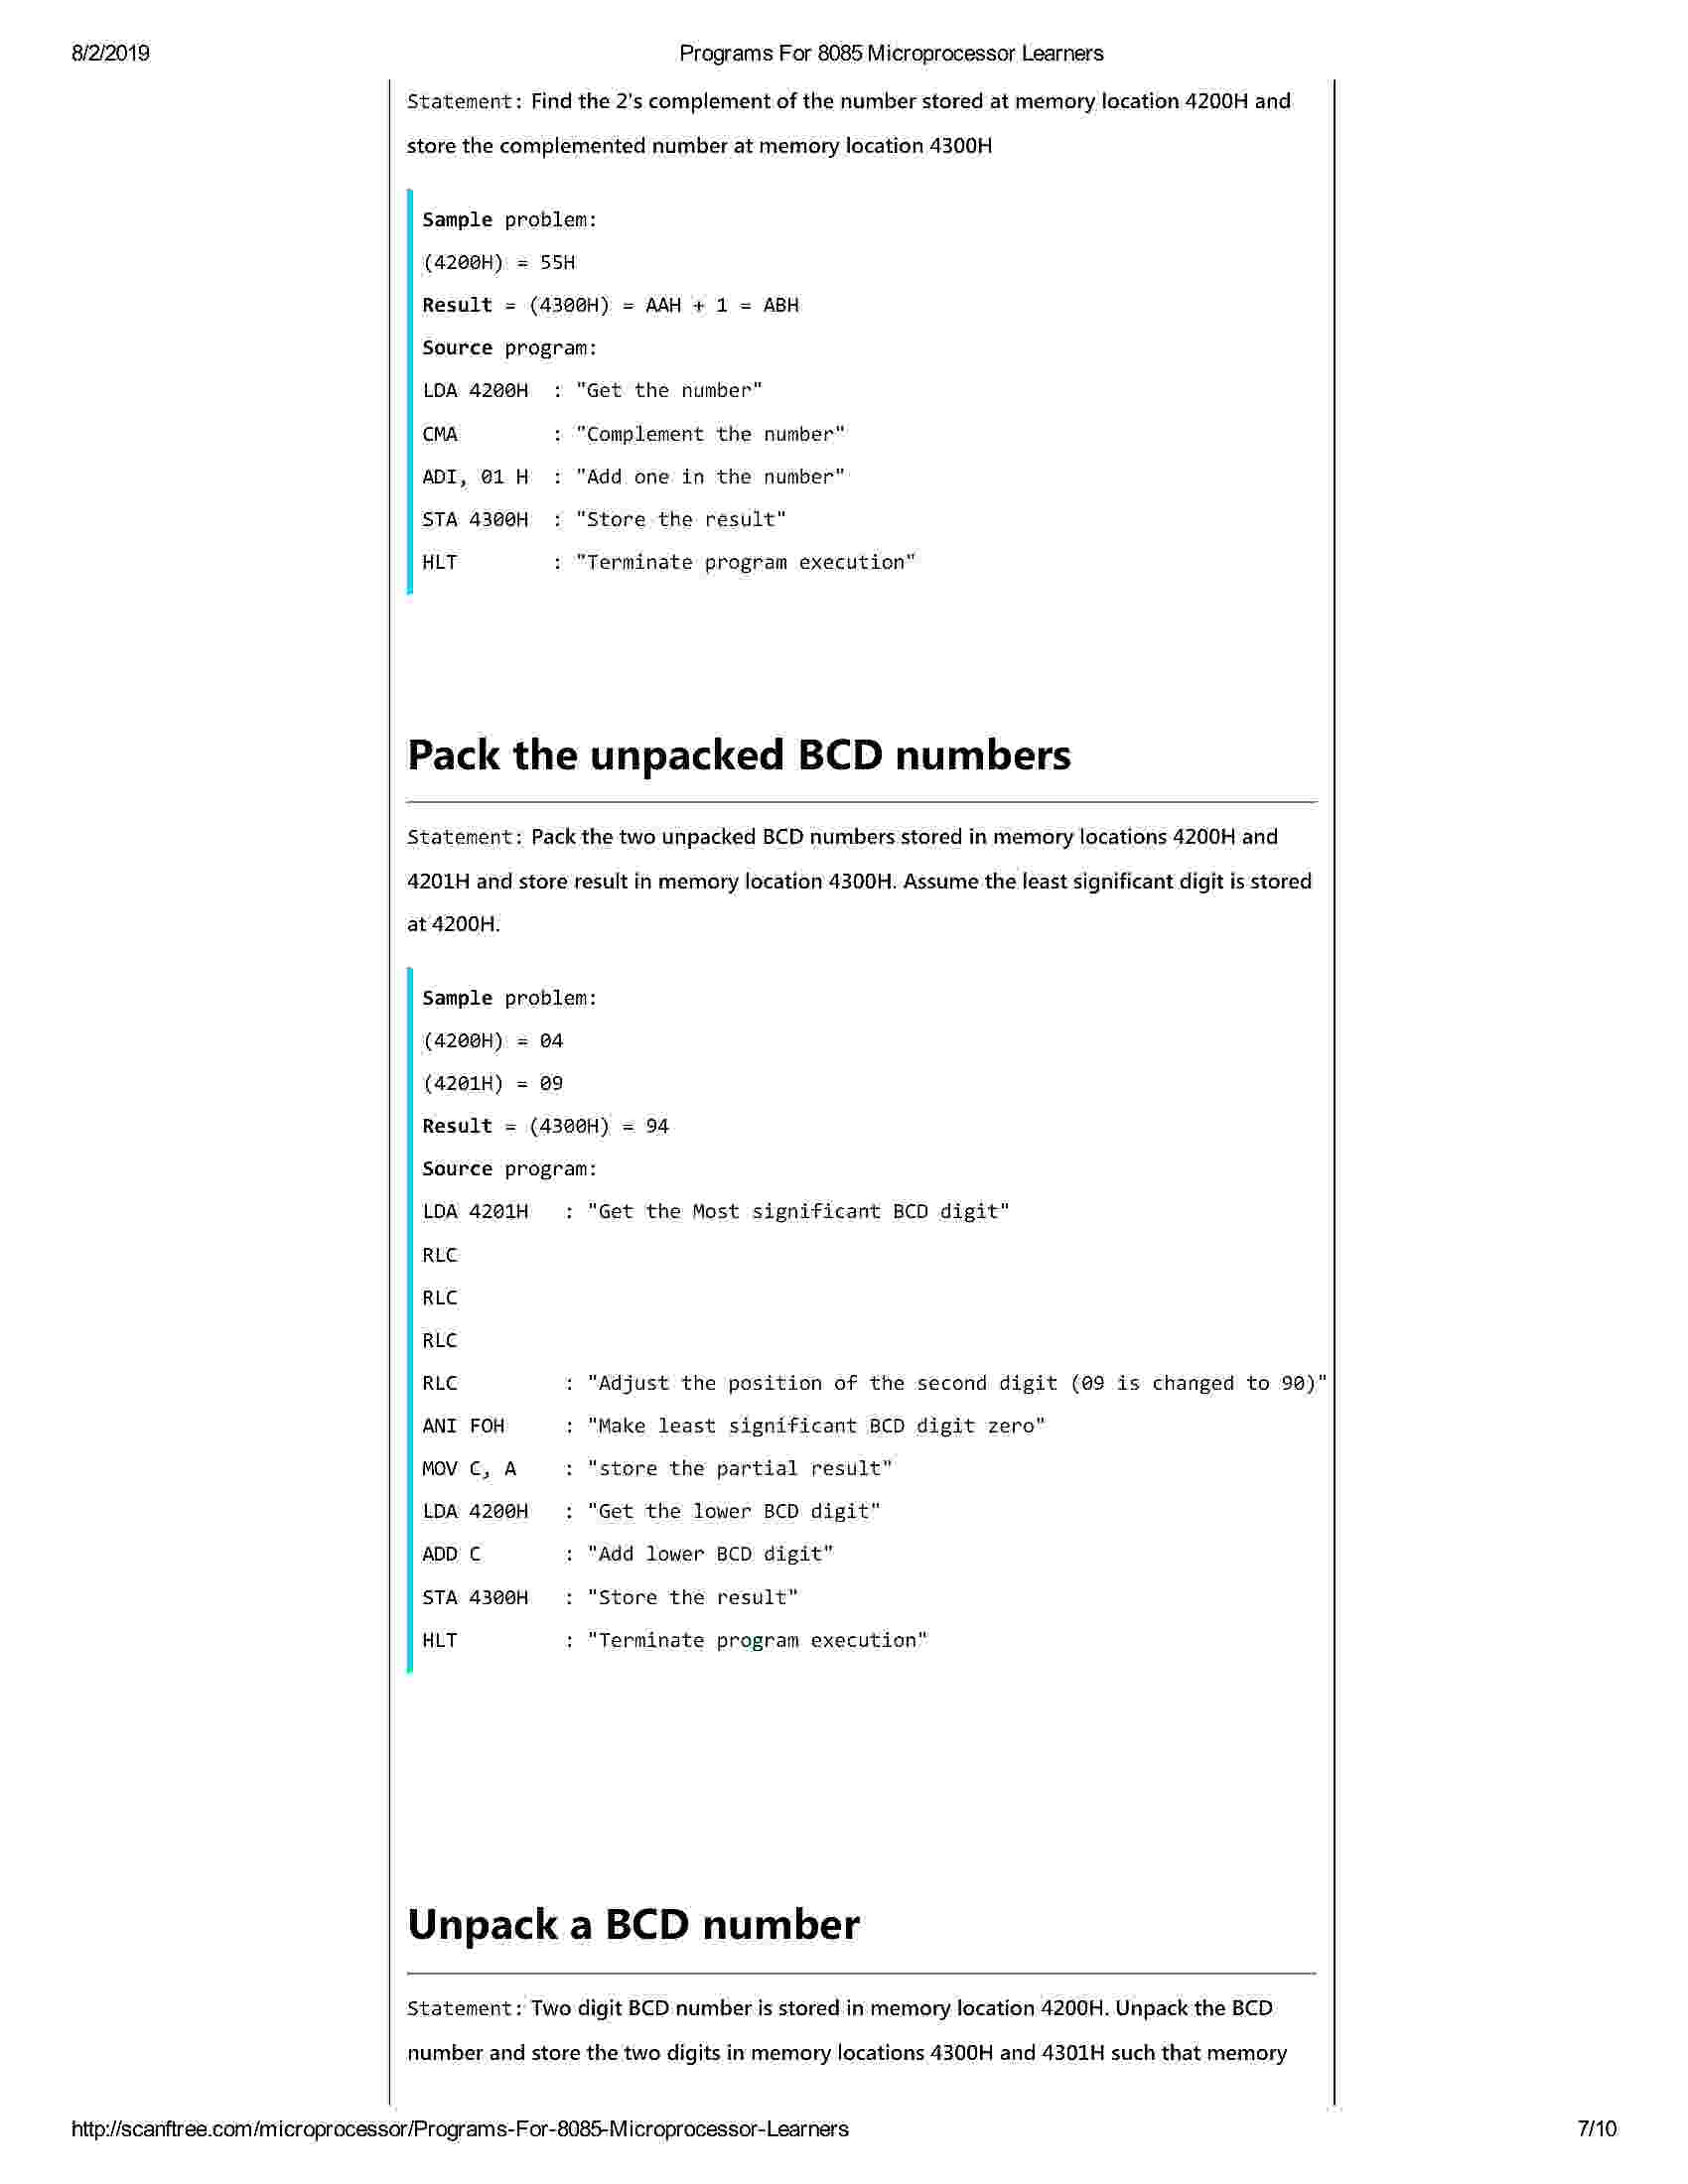 8/2/2019
Programs For 8085 Microprocessor Learners
Statement: Find the 2's complement of the number stored at memory location 4200H and
store the complemented number at memory location 4300H
Sample problem:
(4200H) = 55H
Result = (4300H) = AAH + 1 = ABH
Source program:
LDA 4200H  : "Get the number"
CMA        : "Complement the number"
ADI, 01 H  : "Add one in the number"
STA 4300H  : "Store the result"
HLT        : "Terminate program execution"
Pack the unpacked BCD numbers
Statement: Pack the two unpacked BCD numbers stored in memory locations 4200H and
4201H and store result in memory location 4300H. Assume the least significant digit is stored
at 4200H.
Sample problem:
(4200H) = 04
(4201H) = 09
Result = (4300H) = 94
Source program:
LDA 4201H   : "Get the Most significant BCD digit"
RLC
RLC
RLC
RLC         : "Adjust the position of the second digit (09 is changed to 90)"
ANI FOH     : "Make least significant BCD digit zero"
MOV C, A    : "store the partial result"
LDA 4200H   : "Get the lower BCD digit"
ADD C       : "Add lower BCD digit"
STA 4300H   : "Store the result"
HLT         : "Terminate program execution"
Unpack a BCD number
Statement: Two digit BCD number is stored in memory location 4200H. Unpack the BCD
number and store the two digits in memory locations 4300H and 4301H such that memory
http://scanftree.com/microprocessor/Programs-For-8085-Microprocessor-Learners
7/10